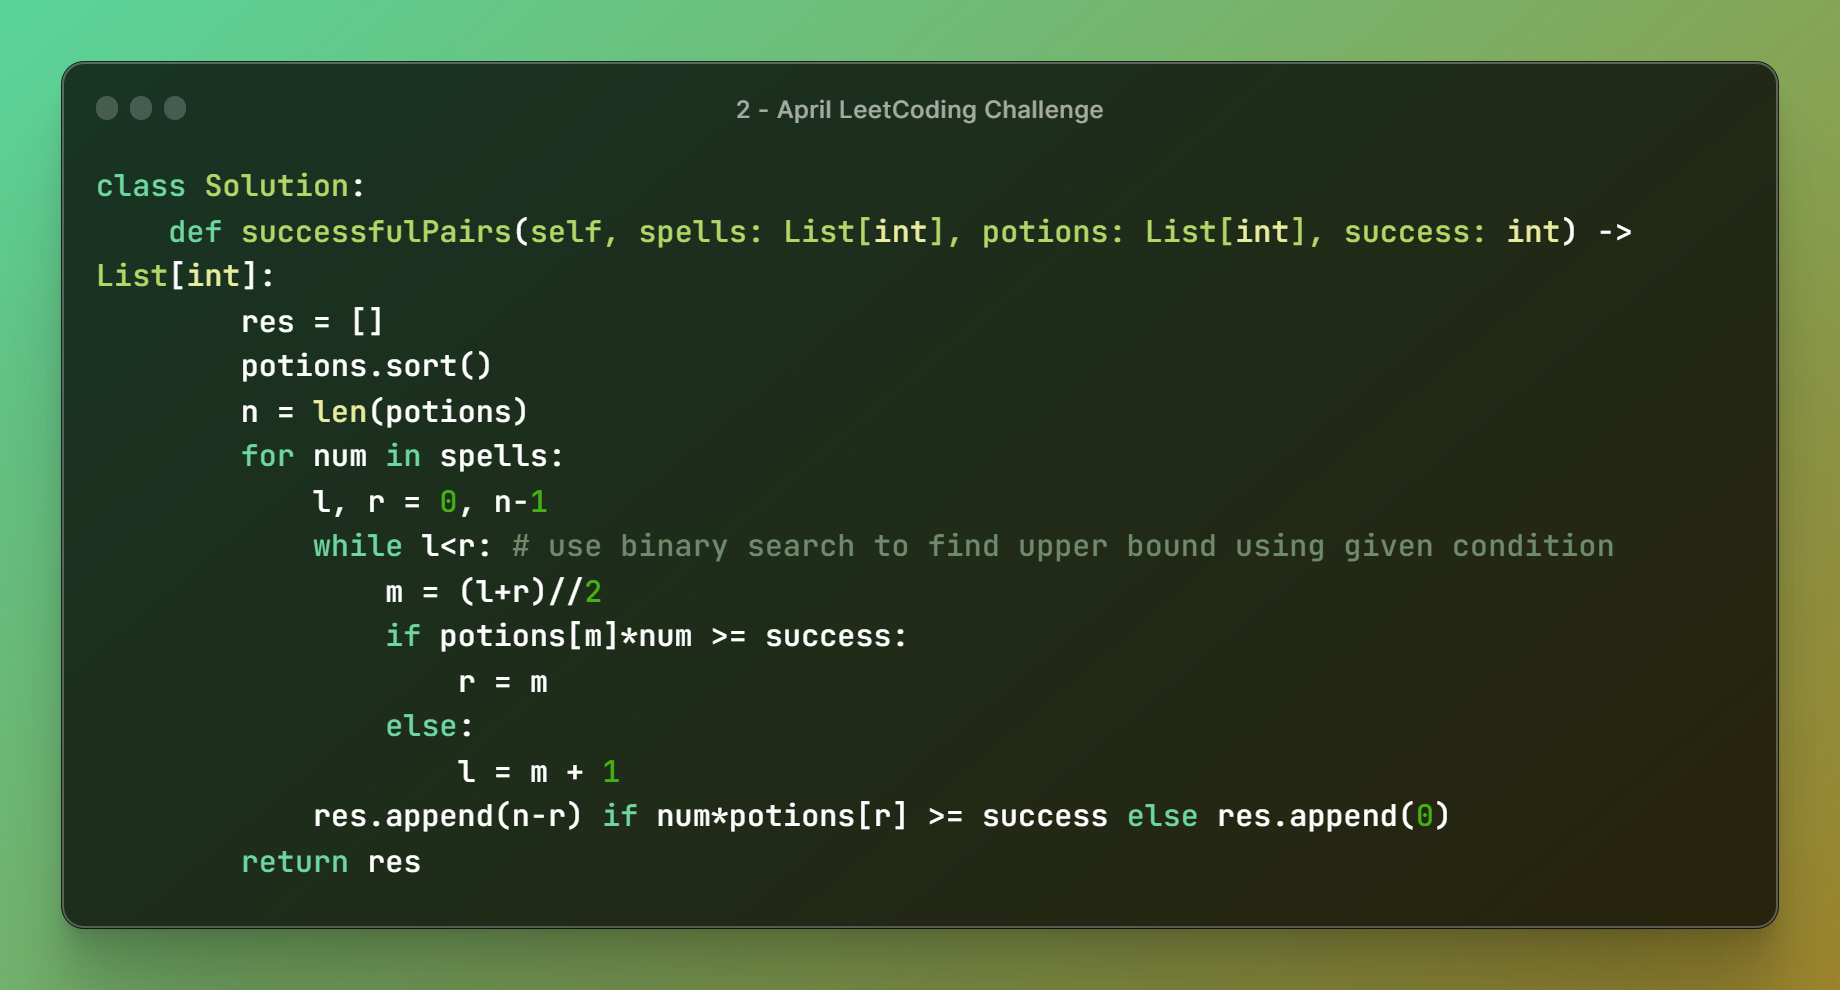 2 - April LeetCoding Challenge
class Solution:
    def successfulPairs(self, spells: List[int], potions: List[int], success: int) ->
List[int]:
        res = []
        potions.sort()
        n = len(potions)
        for num in spells:
            l, r = 0, n-1
            while l<r: # use binary search to find upper bound using given condition
                m = (l+r)//2
                if potions[m]*num >= success:
                    r = m
                else:
                    l = m + 1
            res.append(n-r) if num*potions[r] >= success else res.append(0)
        return res